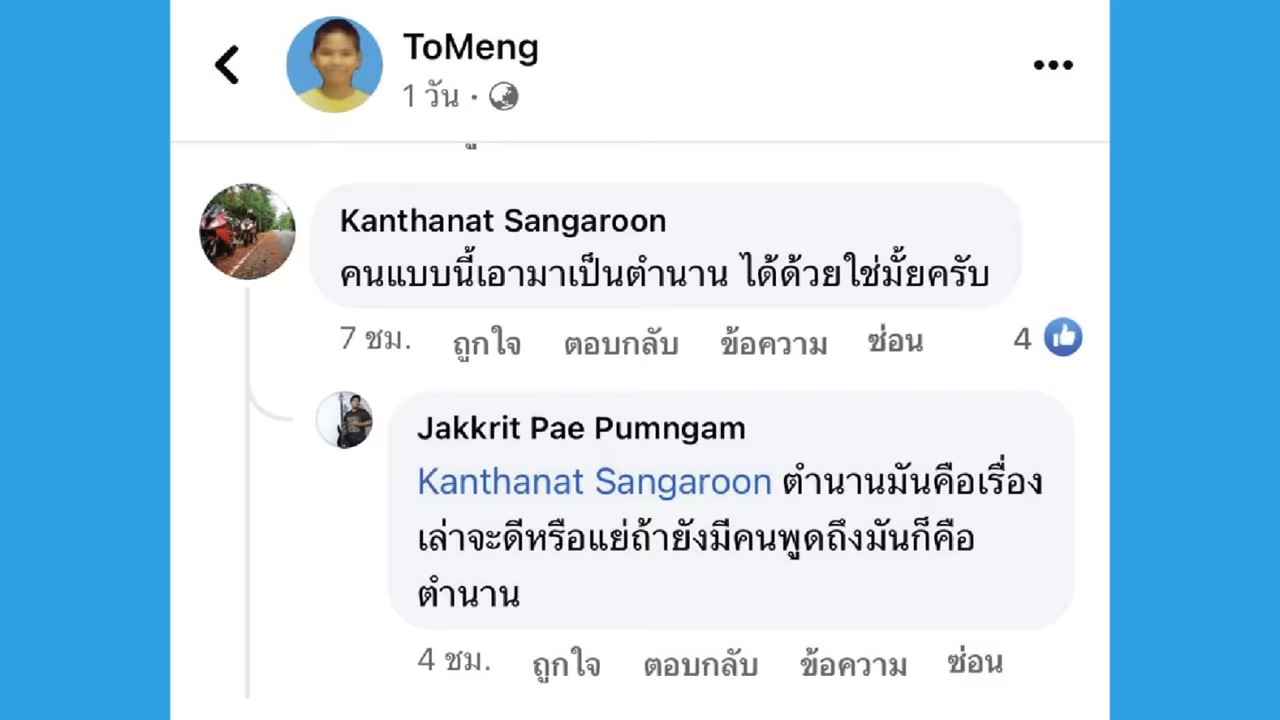 ToMeng
1 วัน ·
Kanthanat Sangaroon
คนแบบนี้เอามาเป็นตำนาน ได้ด้วยใช่มั้ยครับ
7 ชม. ถูกใจ ตอบกลับ ข้อความ ซ่อน 4
Jakkrit Pae Pumngam
Kanthanat Sangaroon ตำนานมันคือเรื่อง
เล่าจะดีหรือแย่ถ้ายังมีคนพูดถึงมันก็คือ
ตำนาน
4 ชม. ถูกใจ ตอบกลับ ข้อความ ซ่อน